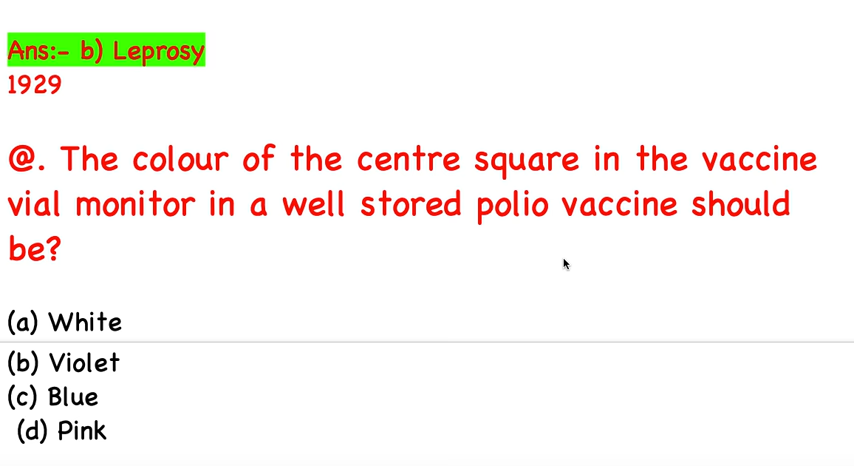 Ans:- b) Leprosy
1929
@. The colour of the centre square in the vaccine
vial monitor in a well stored polio vaccine should
be?
(a) White
(b) Violet
(c) Blue
(d) Pink